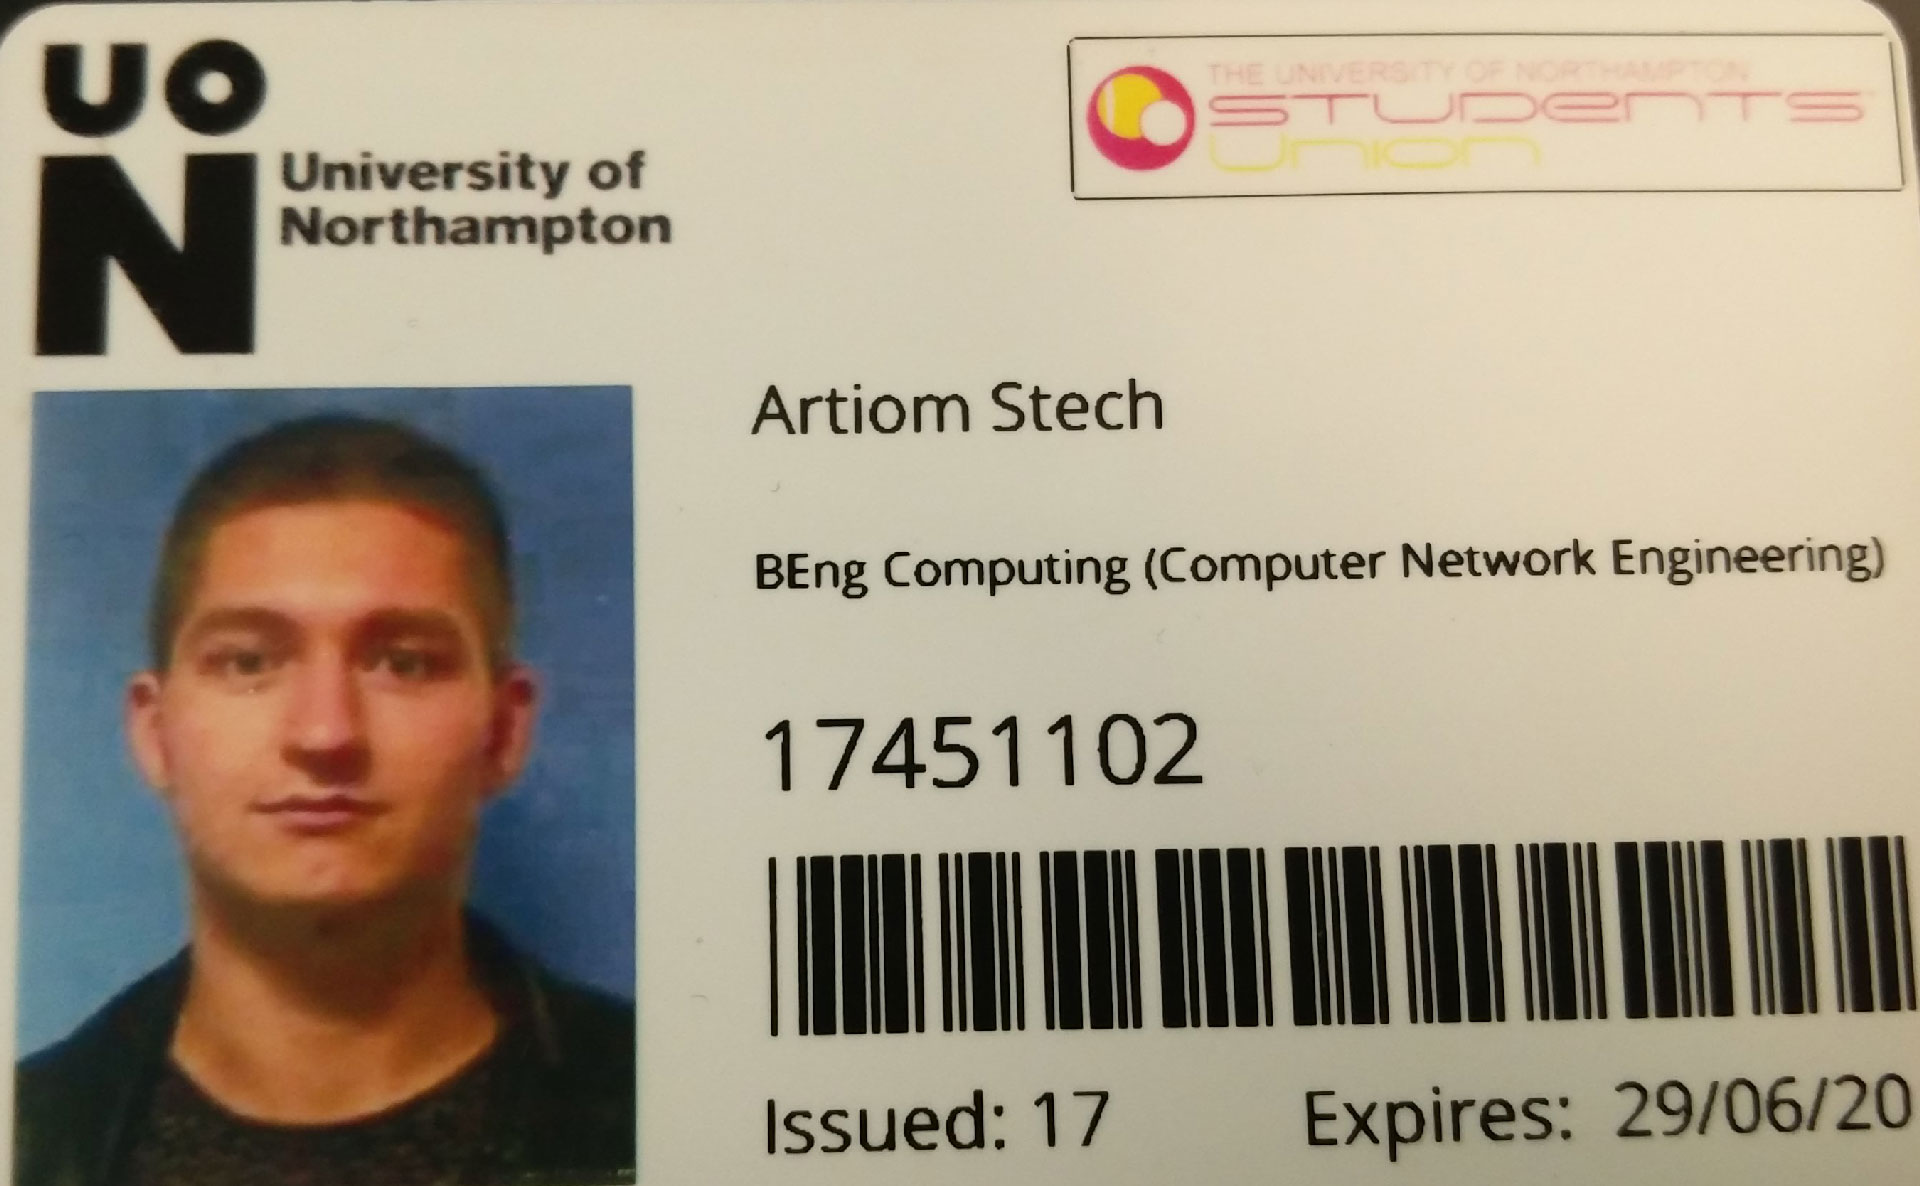 UO
N
University of
Northampton
THE UNIVERSITY OF NORTHAMPTON
STUDENTS
UNION
Artiom Stech
BEng Computing (Computer Network Engineering)
17451102
Issued: 17 Expires: 29/06/20